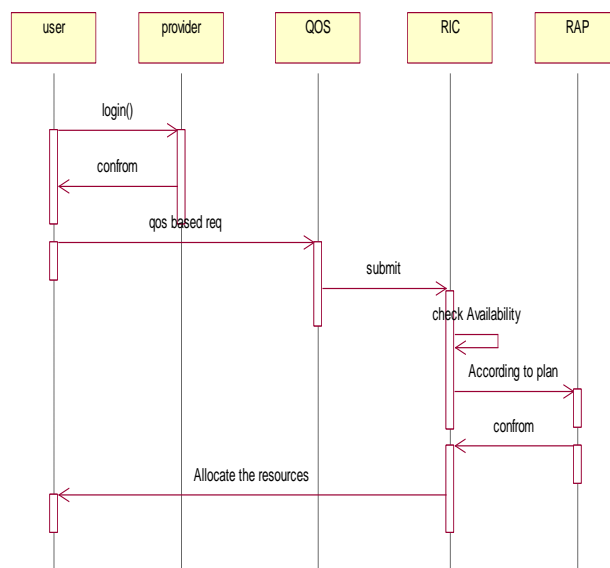 user
provider
QOS
RIC
RAP
login()
confrom
qos based req
submit
check Availability
According to plan
confrom
Allocate the resources